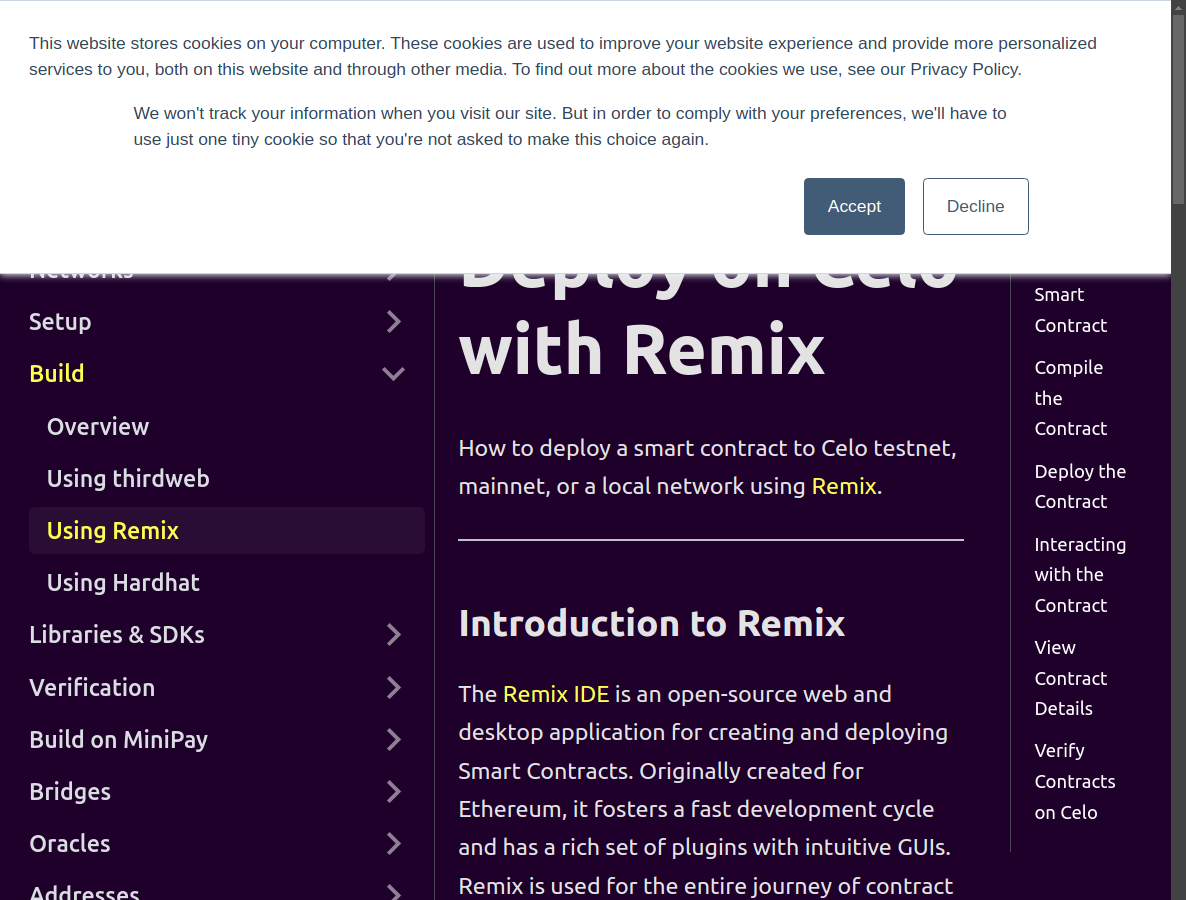 This website stores cookies on your computer. These cookies are used to improve your website experience and provide more personalized
services to you, both on this website and through other media. To find out more about the cookies we use, see our Privacy Policy.
We won't track your information when you visit our site. But in order to comply with your preferences, we'll have to
use just one tiny cookie so that you're not asked to make this choice again.
Accept
Decline
Networks
Setup
Build
Overview
Using thirdweb
Using Remix
Using Hardhat
Libraries & SDKs
Verification
Build on MiniPay
Bridges
Oracles
Addresses
Deploy on Celo
with Remix
How to deploy a smart contract to Celo testnet,
mainnet, or a local network using Remix.
Introduction to Remix
The Remix IDE is an open-source web and
desktop application for creating and deploying
Smart Contracts. Originally created for
Ethereum, it fosters a fast development cycle
and has a rich set of plugins with intuitive GUIs.
Remix is used for the entire journey of contract
Smart
Contract
Compile
the
Contract
Deploy the
Contract
Interacting
with the
Contract
View
Contract
Details
Verify
Contracts
on Celo